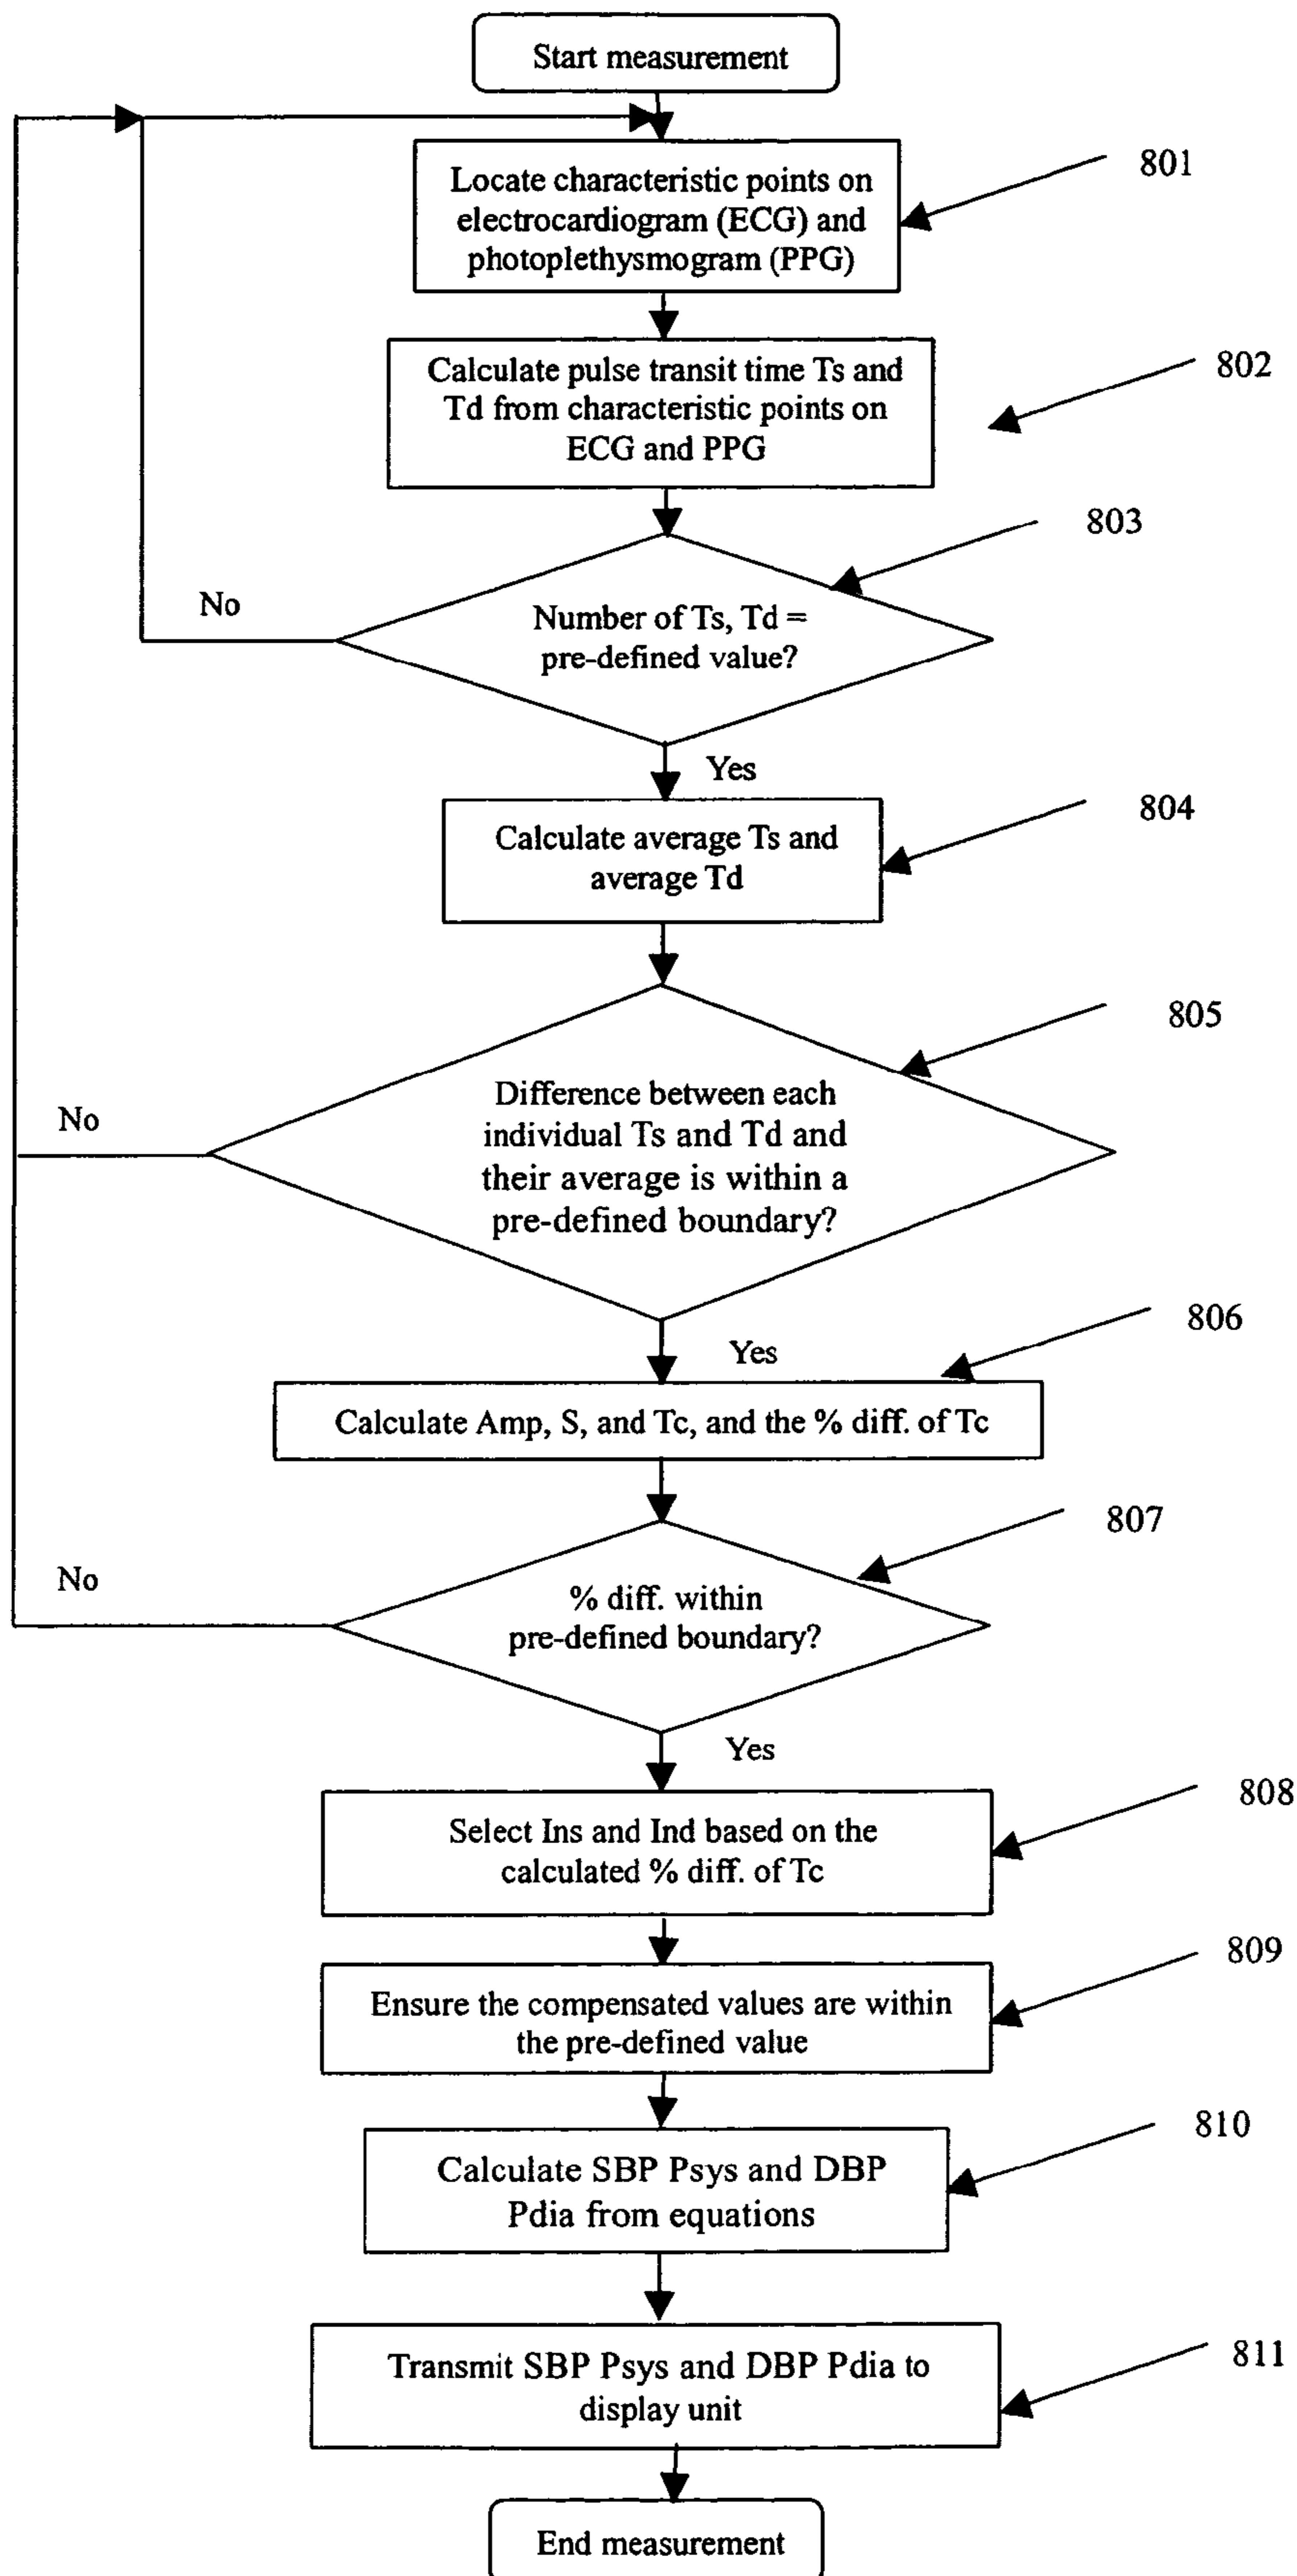 Start measurement
801
Locate characteristic points on
electrocardiogram (ECG) and
photoplethysmogram (PPG)
802
Calculate pulse transit time Ts and
Td from characteristic points on
ECG and PPG
803
No
Number of Ts, Td =
pre-defined value?
Yes
804
Calculate average Ts and
average Td
805
No
Difference between each
individual Ts and Td and
their average is within a
pre-defined boundary?
806
Yes
Calculate Amp, S, and Tc, and the % diff. of Tc
807
No
% diff. within
pre-defined boundary?
Yes
808
Select Ins and Ind based on the
calculated % diff. of Tc
809
Ensure the compensated values are within
the pre-defined value
810
Calculate SBP Psys and DBP
Pdia from equations
811
Transmit SBP Psys and DBP Pdia to
display unit
End measurement